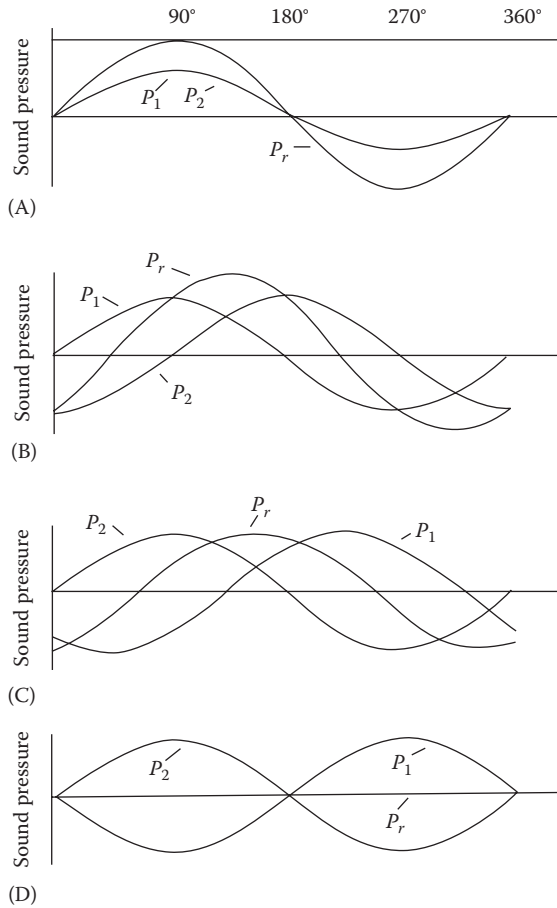 90° 180° 270° 360°
Sound pressure
P1 P2
Pr
(A)
Pr
P1
Sound pressure
P2
(B)
P2 Pr P1
Sound pressure
(C)
Sound pressure
P2 P1
Pr
(D)